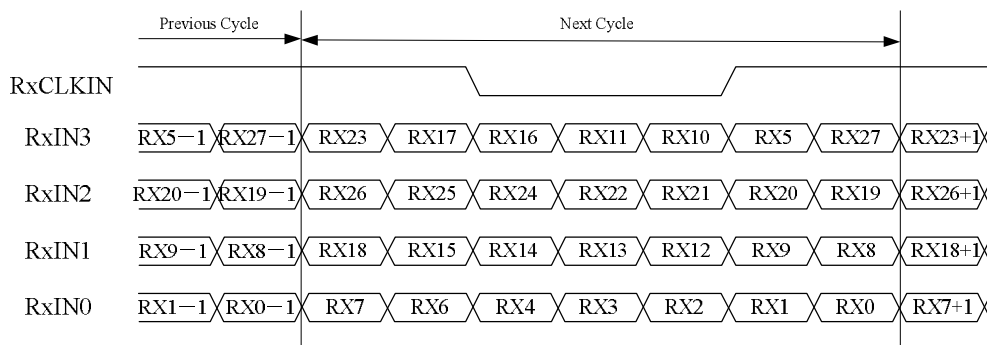 Previous Cycle Next Cycle
RxCLKIN
RxIN3 RX5−1 RX27−1 RX23 RX17 RX16 RX11 RX10 RX5 RX27 RX23+1
RxIN2 RX20−1 RX19−1 RX26 RX25 RX24 RX22 RX21 RX20 RX19 RX26+1
RxIN1 RX9−1 RX8−1 RX18 RX15 RX14 RX13 RX12 RX9 RX8 RX18+1
RxIN0 RX1−1 RX0−1 RX7 RX6 RX4 RX3 RX2 RX1 RX0 RX7+1